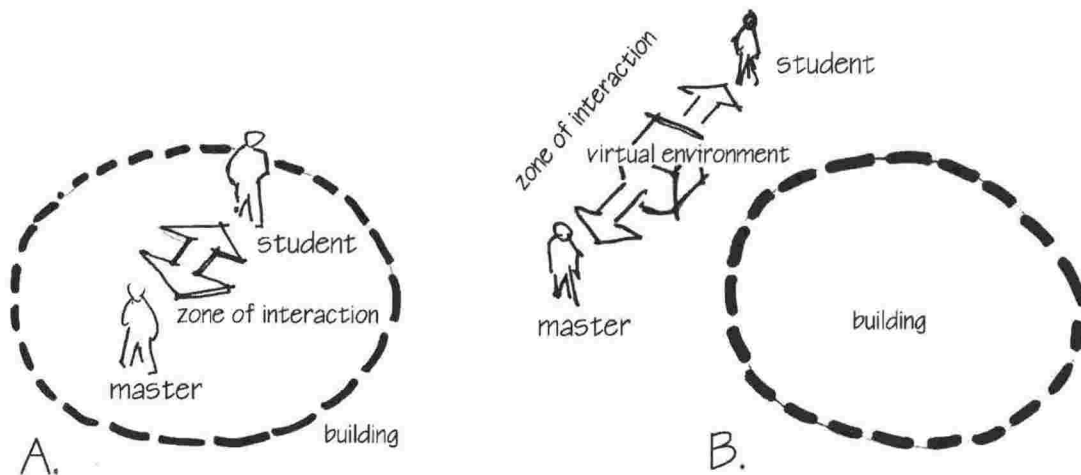 student
zone of interaction
master
building
A.
zone of interaction
student
virtual environment
master
building
B.